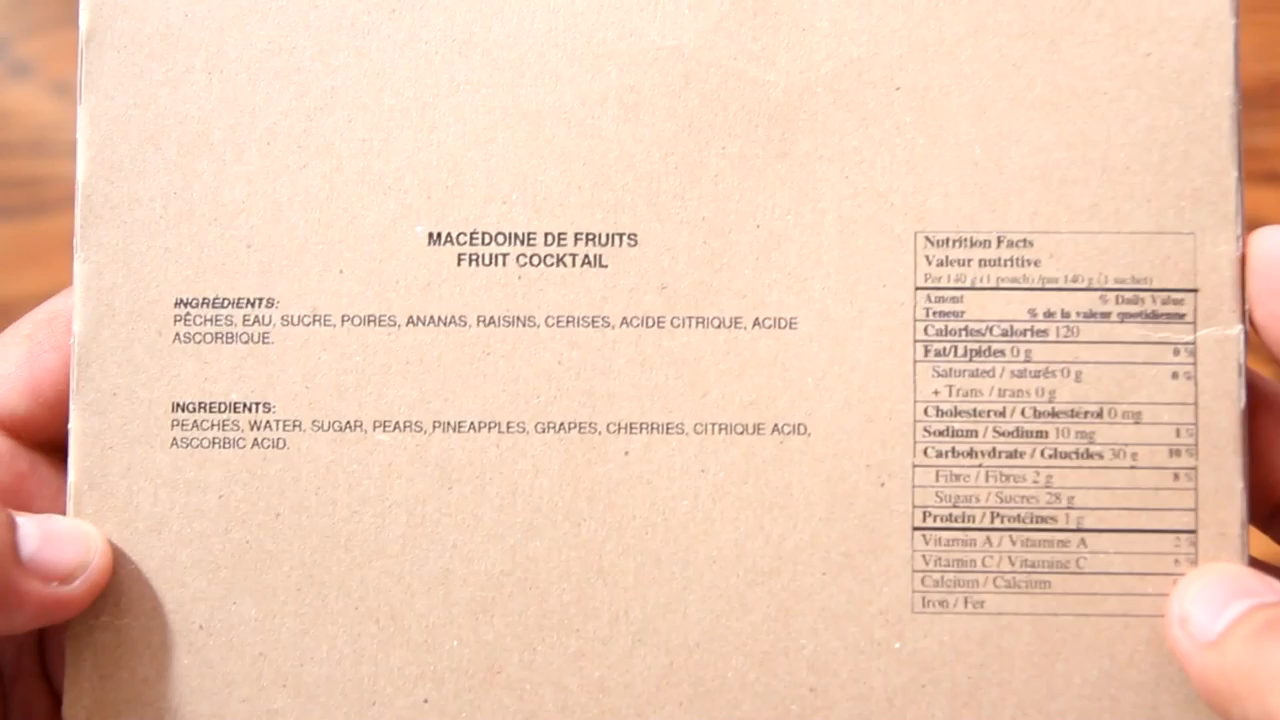 MACÉDOINE DE FRUITS
FRUIT COCKTAIL
INGRÉDIENTS:
PÊCHES, EAU, SUCRE, POIRES, ANANAS, RAISINS, CERISES, ACIDE CITRIQUE, ACIDE
ASCORBIQUE.
INGREDIENTS:
PEACHES, WATER, SUGAR, PEARS, PINEAPPLES, GRAPES, CHERRIES, CITRIQUE ACID,
ASCORBIC ACID.
Nutrition Facts
Valeur nutritive
Per 140 g (1 pouch) /par 140 g (1 sachet)
Amont % Daily Value
Teneur % de la valeur quotidienne
Calories/Calories 120
Fat/Lipides 0 g 0 %
Saturated / saturés 0 g 0 %
+ Trans / trans 0 g
Cholesterol / Cholestérol 0 mg
Sodium / Sodium 10 mg 1 %
Carbohydrate / Glucides 30 g 10 %
Fibre / Fibres 2 g 8 %
Sugars / Sucres 28 g
Protein / Protéines 1 g
Vitamin A / Vitamine A 2 %
Vitamin C / Vitamine C 6 %
Calcium / Calcium
Iron / Fer